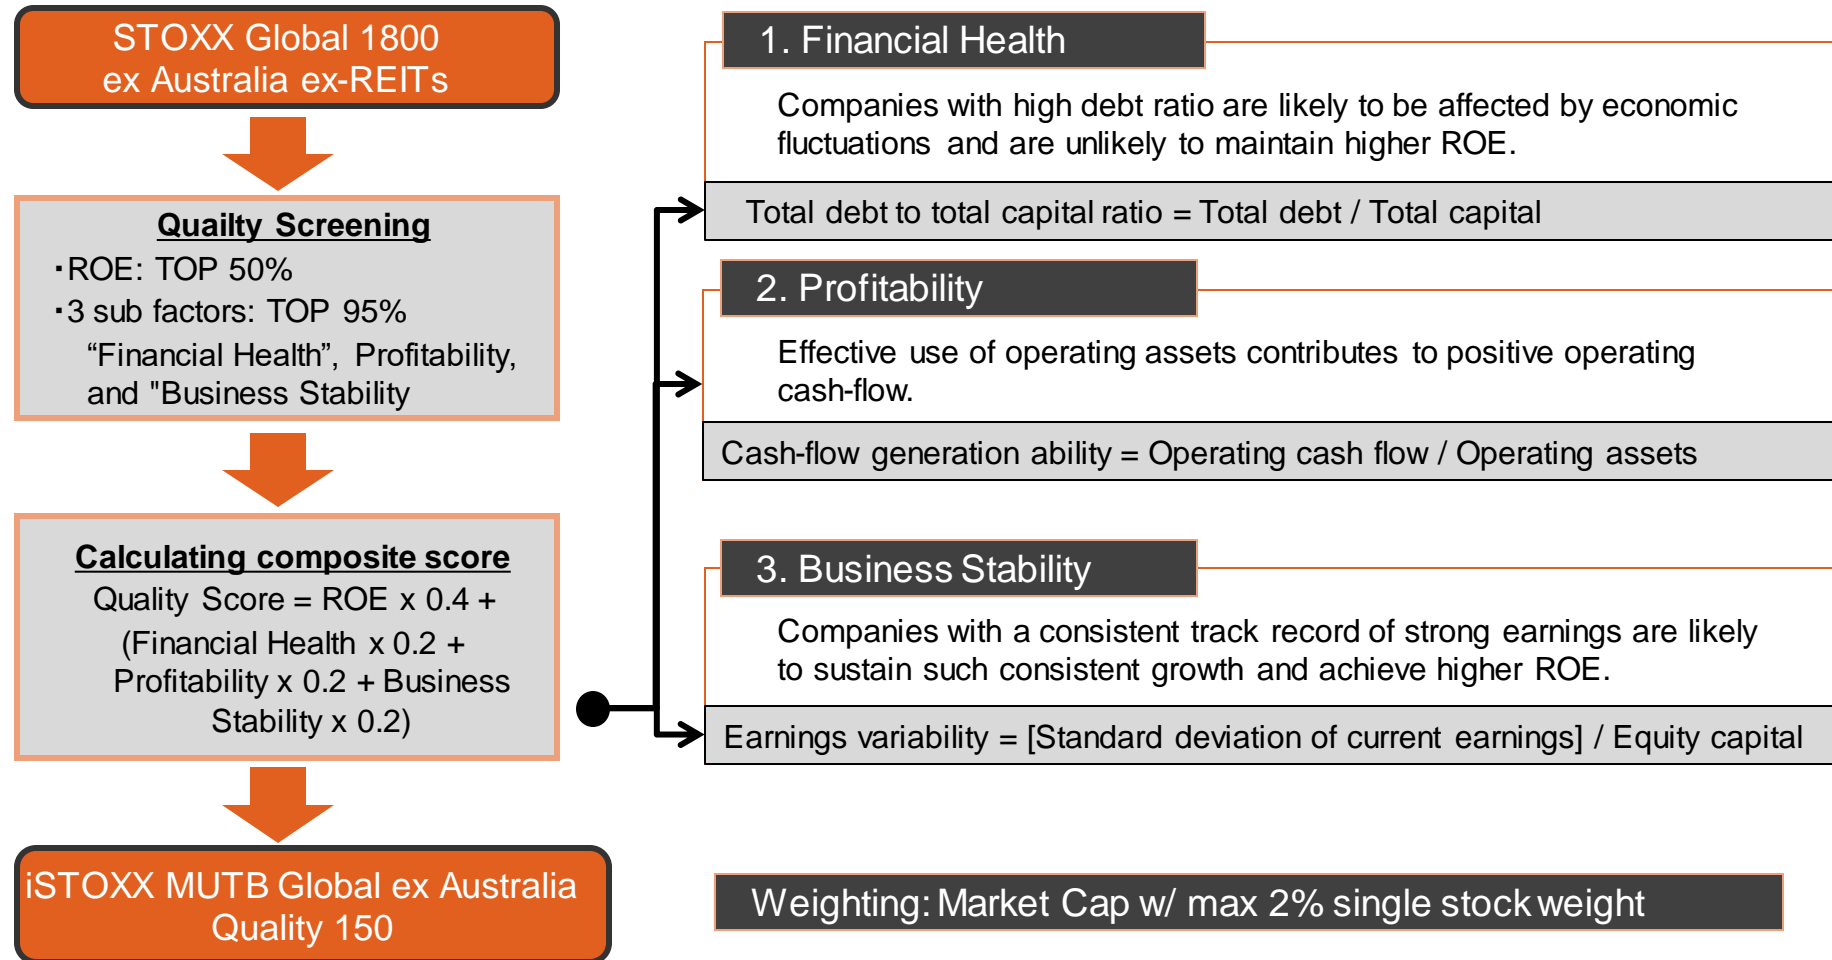 STOXX Global 1800
ex Australia ex-REITs
Quailty Screening
・ROE: TOP 50%
・3 sub factors: TOP 95%
“Financial Health”, Profitability,
and "Business Stability
Calculating composite score
Quality Score = ROE x 0.4 +
(Financial Health x 0.2 +
Profitability x 0.2 + Business
Stability x 0.2)
iSTOXX MUTB Global ex Australia
Quality 150
1. Financial Health
Companies with high debt ratio are likely to be affected by economic
fluctuations and are unlikely to maintain higher ROE.
Total debt to total capital ratio = Total debt / Total capital
2. Profitability
Effective use of operating assets contributes to positive operating
cash-flow.
Cash-flow generation ability = Operating cash flow / Operating assets
3. Business Stability
Companies with a consistent track record of strong earnings are likely
to sustain such consistent growth and achieve higher ROE.
Earnings variability = [Standard deviation of current earnings] / Equity capital
Weighting: Market Cap w/ max 2% single stock weight